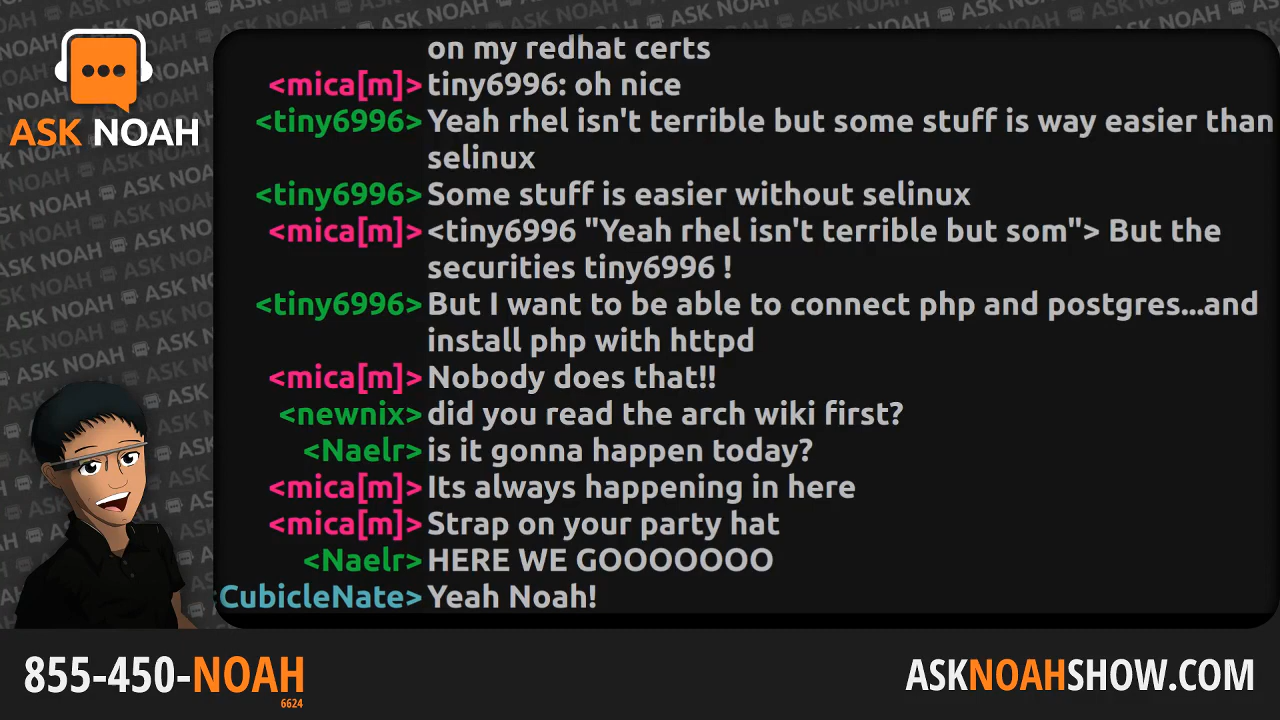 ASK NOAH
on my redhat certs
<mica[m]> tiny6996: oh nice
<tiny6996> Yeah rhel isn't terrible but some stuff is way easier than
selinux
<tiny6996> Some stuff is easier without selinux
<mica[m]> <tiny6996 "Yeah rhel isn't terrible but som"> But the
securities tiny6996 !
<tiny6996> But I want to be able to connect php and postgres...and
install php with httpd
<mica[m]> Nobody does that!!
<newnix> did you read the arch wiki first?
<Naelr> is it gonna happen today?
<mica[m]> Its always happening in here
<mica[m]> Strap on your party hat
<Naelr> HERE WE GOOOOOOO
CubicleNate> Yeah Noah!
855-450-NOAH
6624
ASKNOAHSHOW.COM